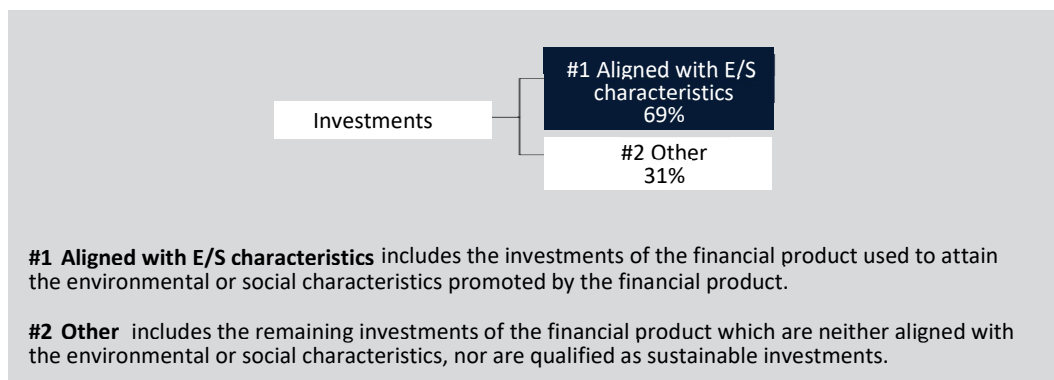 #1 Aligned with E/S
characteristics
69%
Investments
#2 Other
31%
#1 Aligned with E/S characteristics includes the investments of the financial product used to attain
the environmental or social characteristics promoted by the financial product.
#2 Other includes the remaining investments of the financial product which are neither aligned with
the environmental or social characteristics, nor are qualified as sustainable investments.